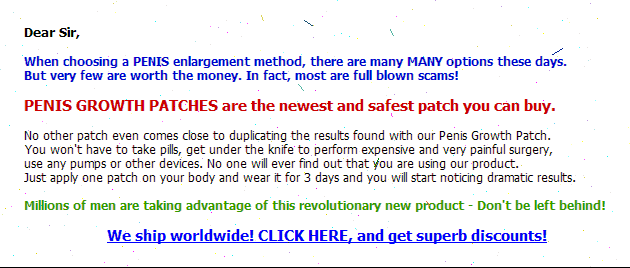 Dear Sir,
When choosing a PENIS enlargement method, there are many MANY options these days.
But very few are worth the money. In fact, most are full blown scams!
PENIS GROWTH PATCHES are the newest and safest patch you can buy.
No other patch even comes close to duplicating the results found with our Penis Growth Patch.
You won't have to take pills, get under the knife to perform expensive and very painful surgery,
use any pumps or other devices. No one will ever find out that you are using our product.
Just apply one patch on your body and wear it for 3 days and you will start noticing dramatic results.
Millions of men are taking advantage of this revolutionary new product - Don't be left behind!
We ship worldwide! CLICK HERE, and get superb discounts!